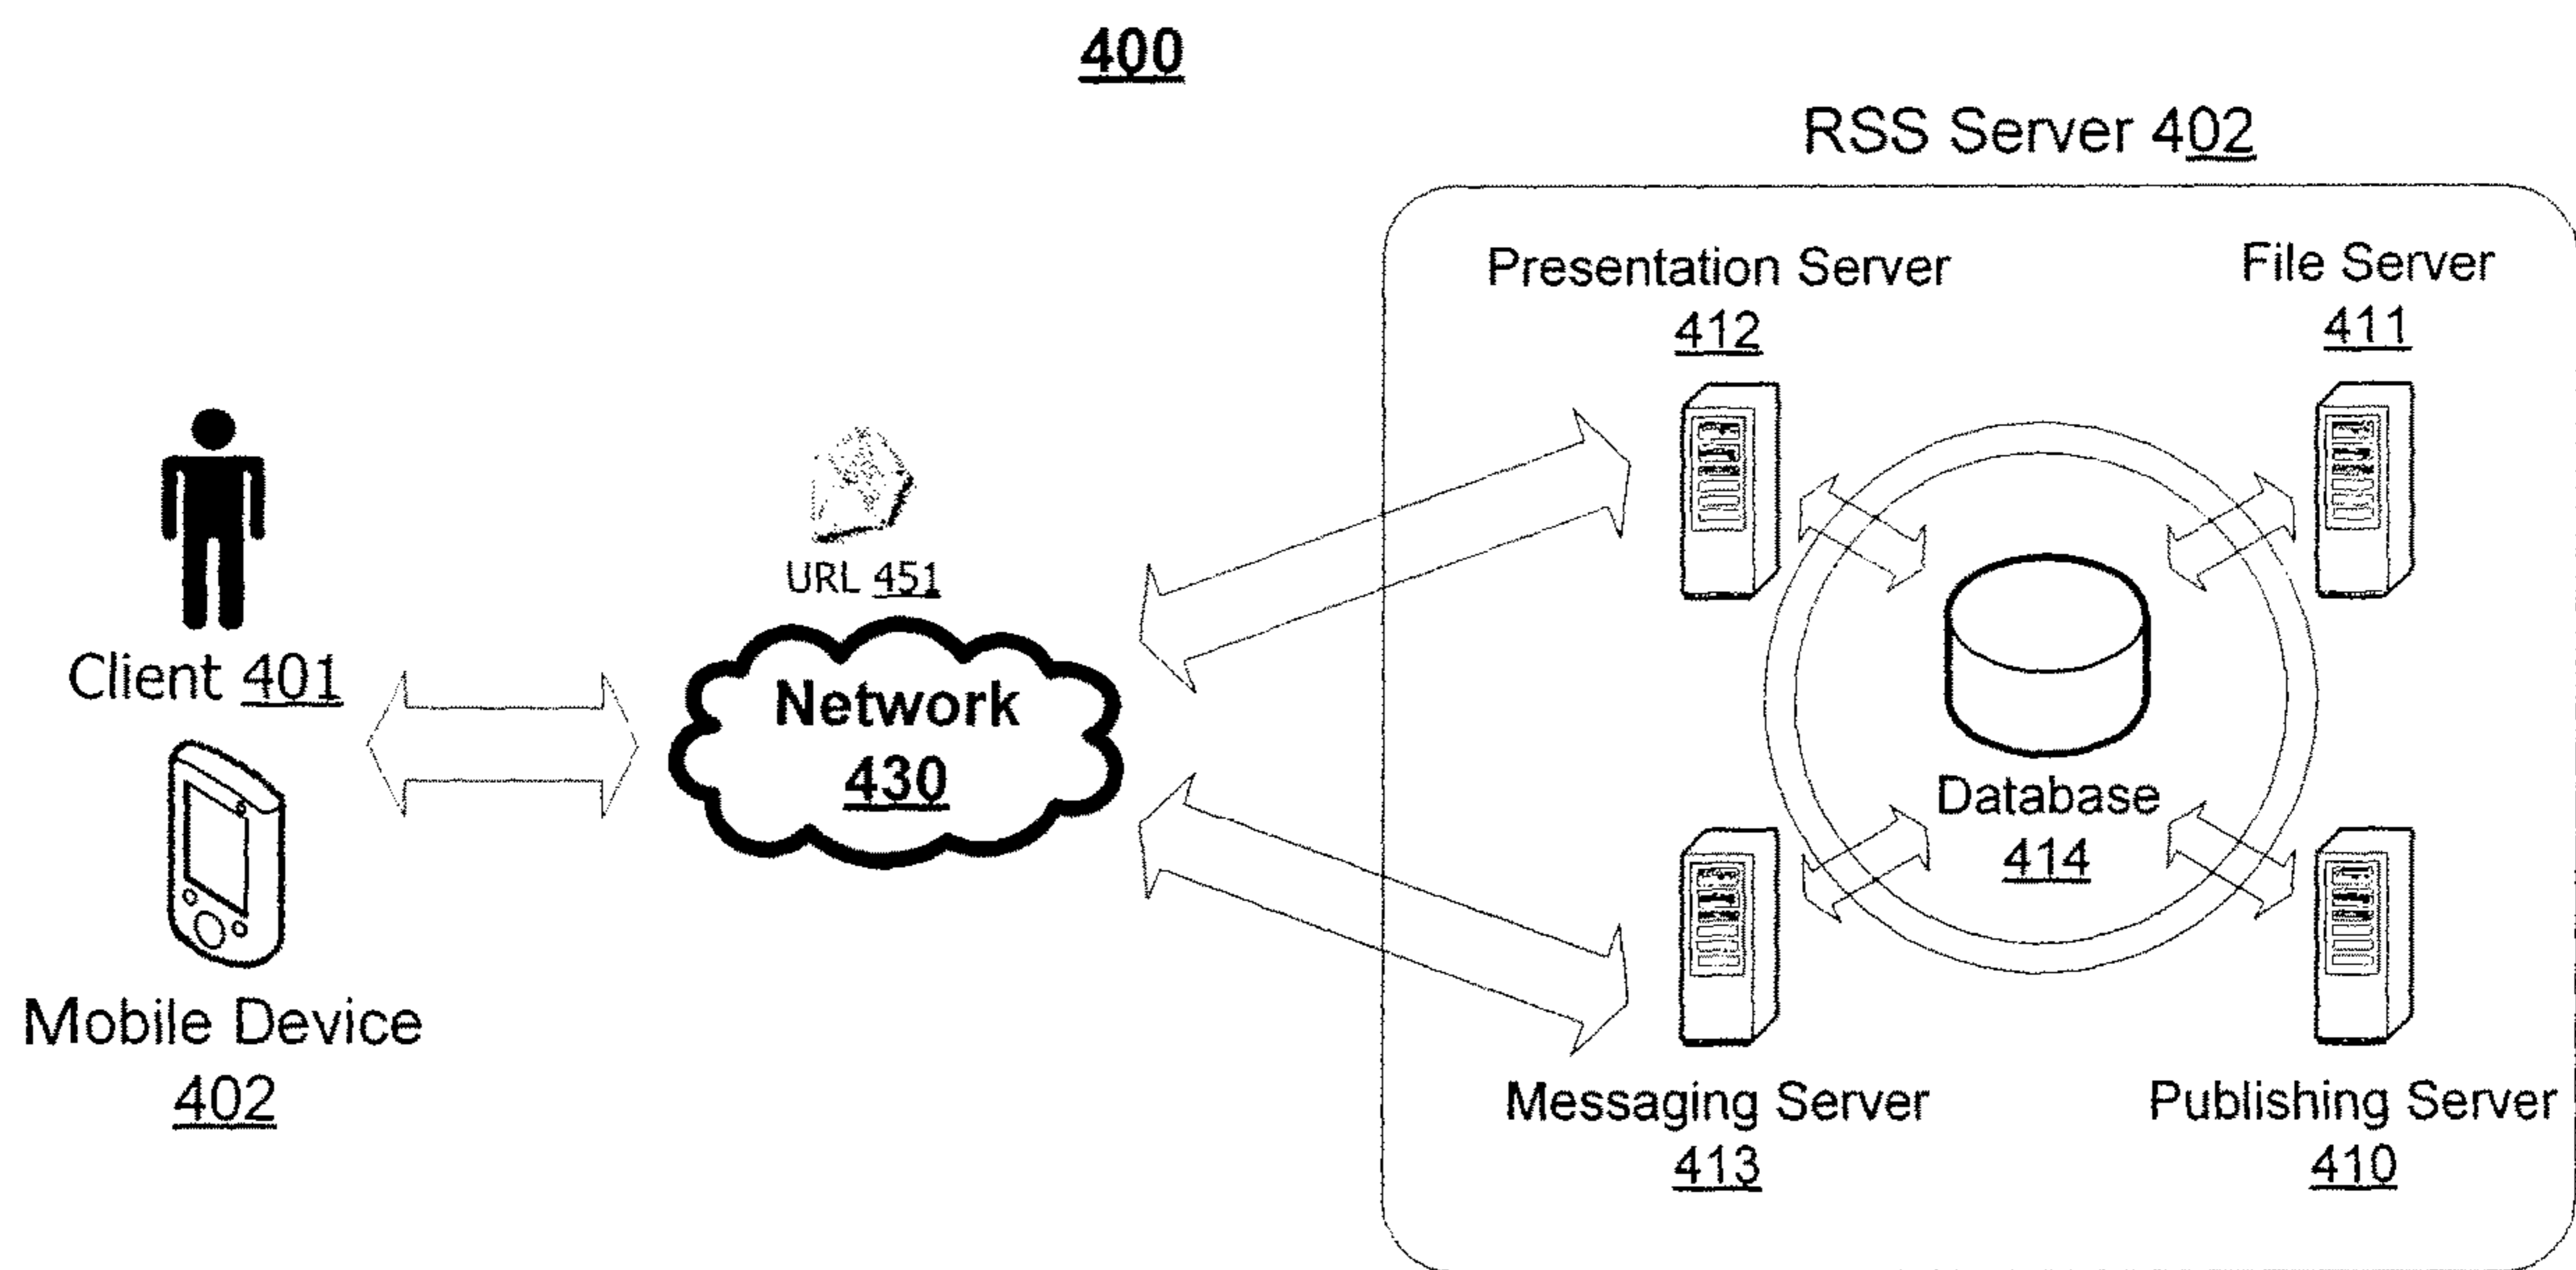 400
RSS Server 402
Presentation Server
412
File Server
411
URL 451
Client 401
Network
430
Database
414
Mobile Device
402
Messaging Server
413
Publishing Server
410